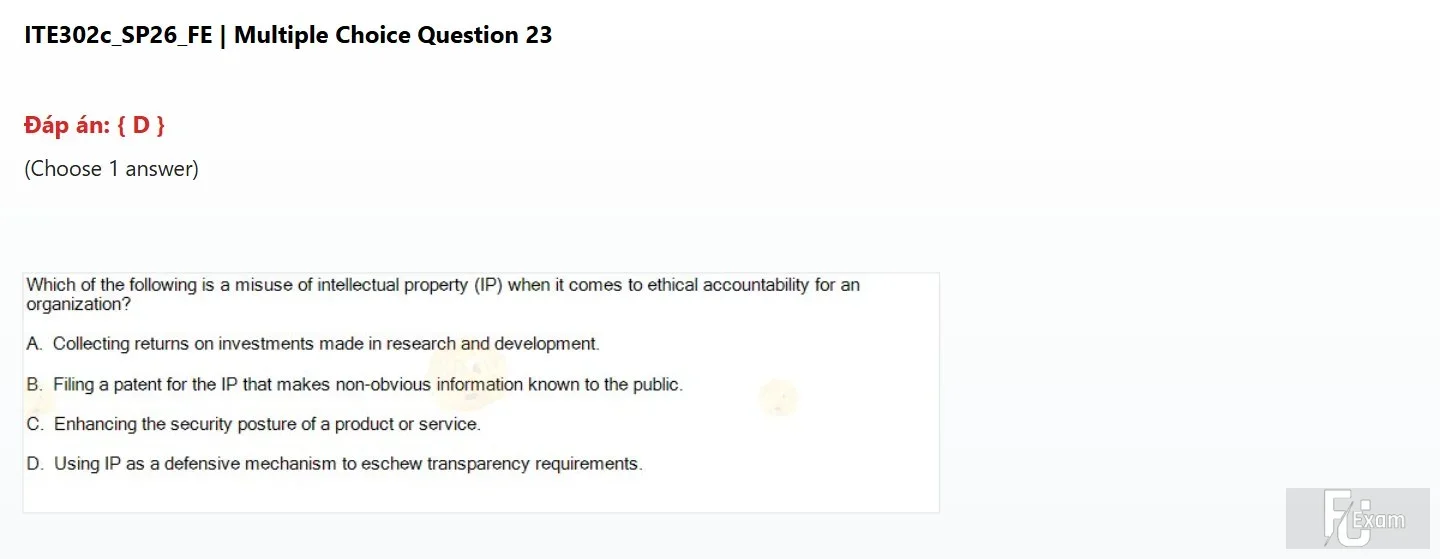 ITE302c_SP26_FE | Multiple Choice Question 23
Đáp án: { D }
(Choose 1 answer)
Which of the following is a misuse of intellectual property (IP) when it comes to ethical accountability for an
organization?
A. Collecting returns on investments made in research and development.
B. Filing a patent for the IP that makes non-obvious information known to the public.
C. Enhancing the security posture of a product or service.
D. Using IP as a defensive mechanism to eschew transparency requirements.
Exam